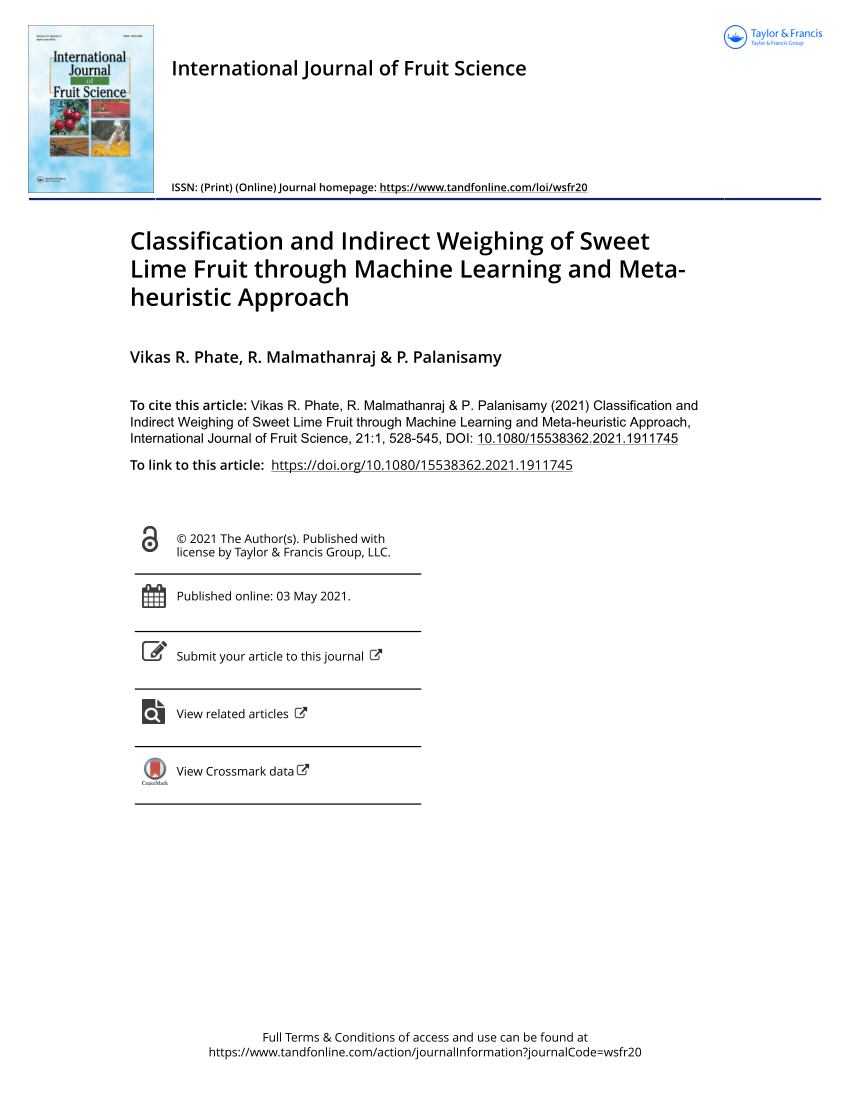 International
Journal
of
Fruit Science
Taylor & Francis
Taylor & Francis Group
International Journal of Fruit Science
ISSN: (Print) (Online) Journal homepage: https://www.tandfonline.com/loi/wsfr20
Classification and Indirect Weighing of Sweet
Lime Fruit through Machine Learning and Meta-
heuristic Approach
Vikas R. Phate, R. Malmathanraj & P. Palanisamy
To cite this article: Vikas R. Phate, R. Malmathanraj & P. Palanisamy (2021) Classification and
Indirect Weighing of Sweet Lime Fruit through Machine Learning and Meta-heuristic Approach,
International Journal of Fruit Science, 21:1, 528-545, DOI: 10.1080/15538362.2021.1911745
To link to this article: https://doi.org/10.1080/15538362.2021.1911745
© 2021 The Author(s). Published with
license by Taylor & Francis Group, LLC.
Published online: 03 May 2021.
Submit your article to this journal
View related articles
View Crossmark data
CrossMark
Full Terms & Conditions of access and use can be found at
https://www.tandfonline.com/action/journalInformation?journalCode=wsfr20